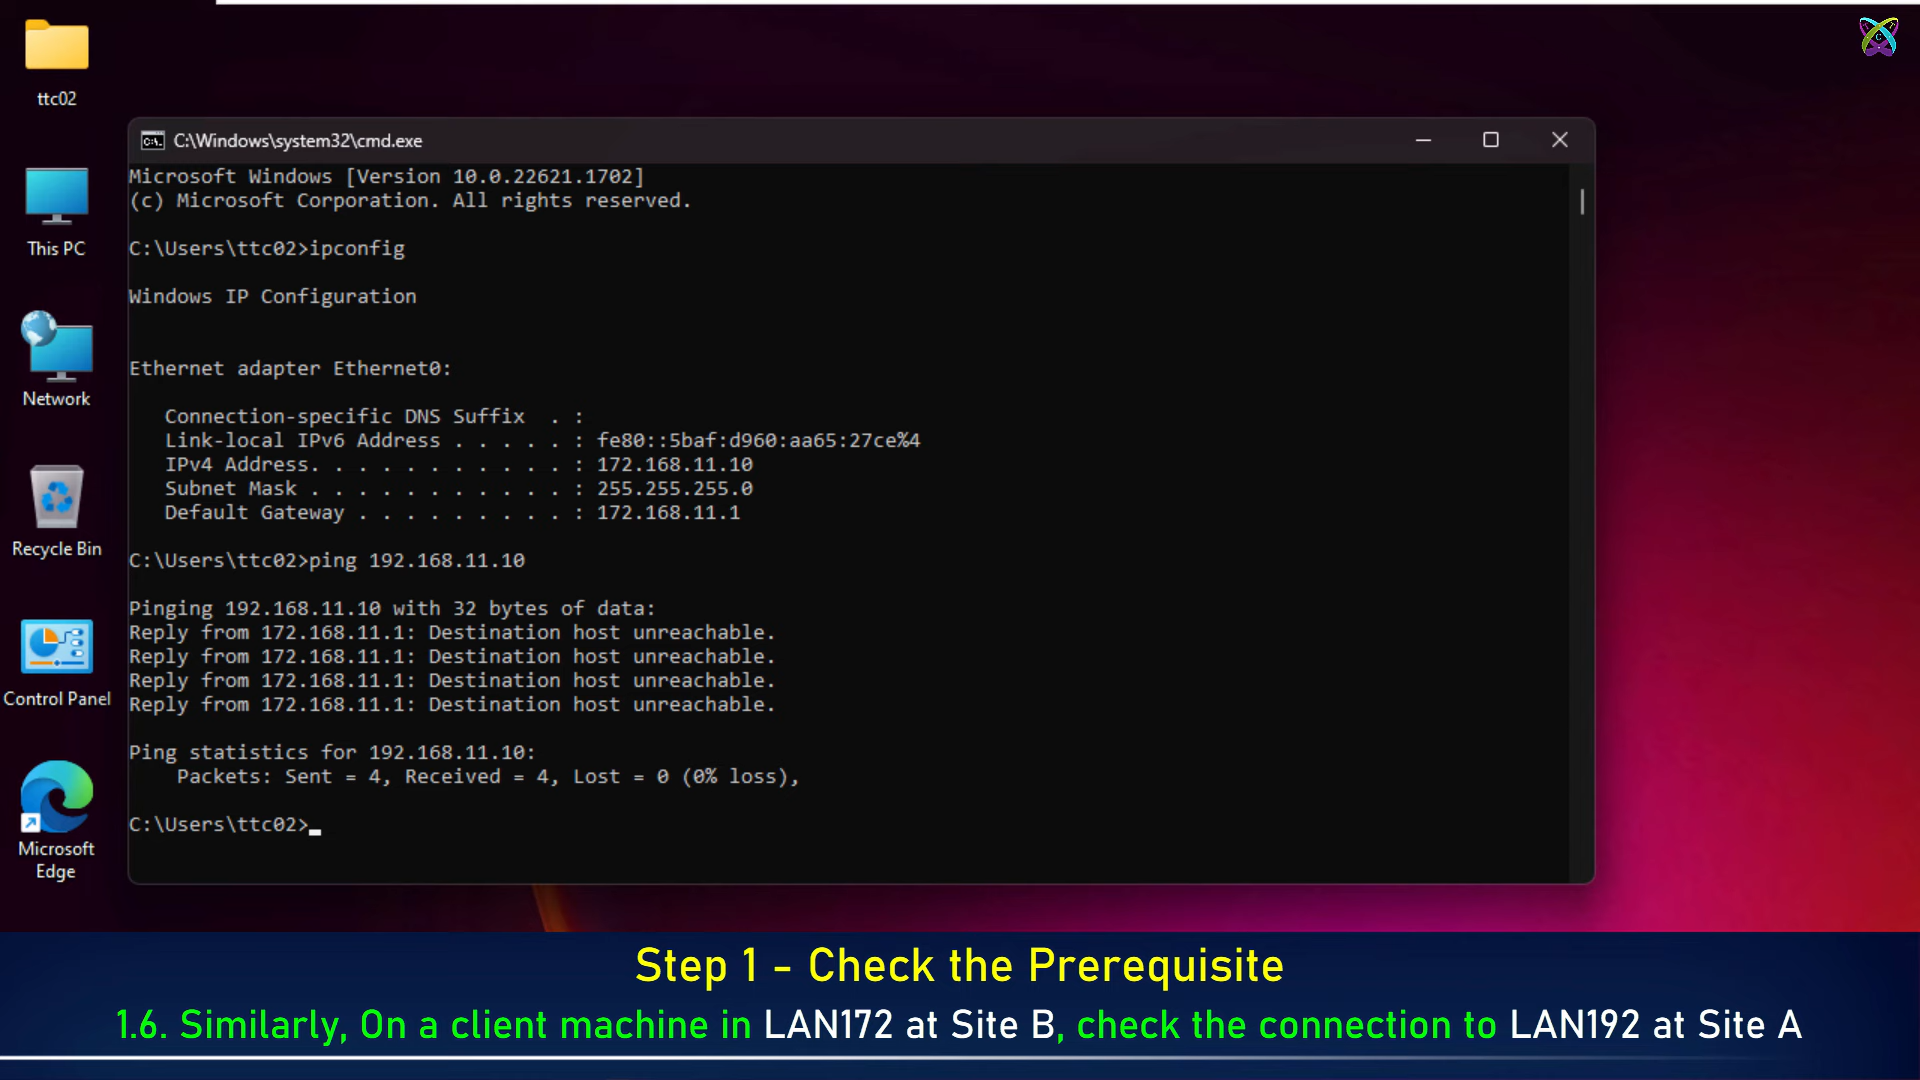 ttc02
This PC
Network
Recycle Bin
Control Panel
Microsoft
Edge
C:\Windows\system32\cmd.exe
Microsoft Windows [Version 10.0.22621.1702]
(c) Microsoft Corporation. All rights reserved.
C:\Users\ttc02>ipconfig
Windows IP Configuration
Ethernet adapter Ethernet0:
Connection-specific DNS Suffix  . :
Link-local IPv6 Address . . . . . : fe80::5baf:d960:aa65:27ce%4
IPv4 Address. . . . . . . . . . . : 172.168.11.10
Subnet Mask . . . . . . . . . . . : 255.255.255.0
Default Gateway . . . . . . . . . : 172.168.11.1
C:\Users\ttc02>ping 192.168.11.10
Pinging 192.168.11.10 with 32 bytes of data:
Reply from 172.168.11.1: Destination host unreachable.
Reply from 172.168.11.1: Destination host unreachable.
Reply from 172.168.11.1: Destination host unreachable.
Reply from 172.168.11.1: Destination host unreachable.
Ping statistics for 192.168.11.10:
Packets: Sent = 4, Received = 4, Lost = 0 (0% loss),
C:\Users\ttc02>
Step 1 - Check the Prerequisite
1.6. Similarly, On a client machine in LAN172 at Site B, check the connection to LAN192 at Site A